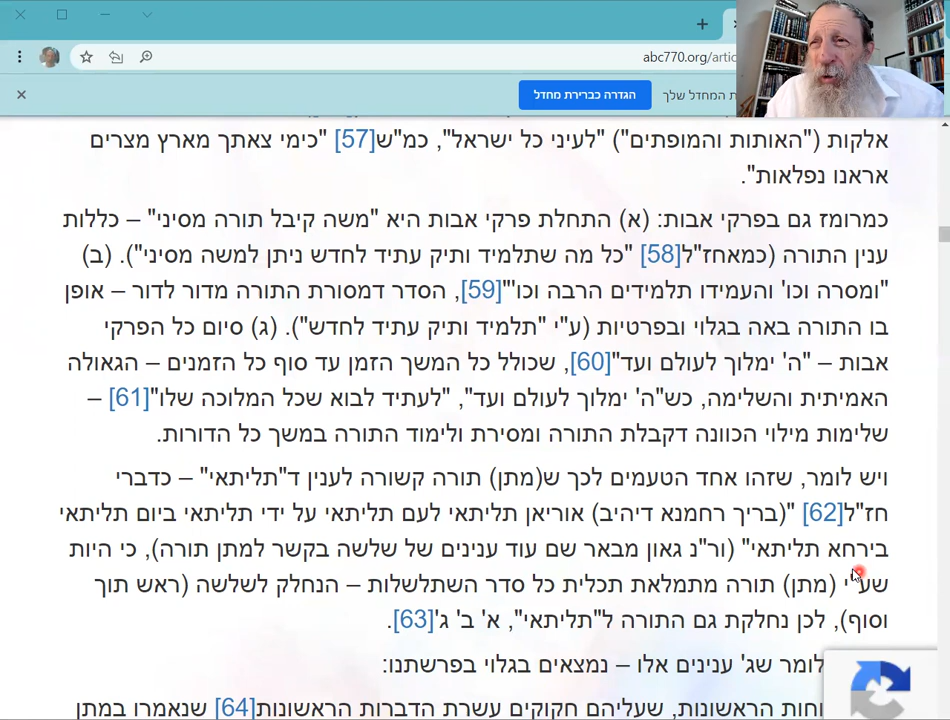 abc770.org/artic
הגדרה כברירת מחדל
ת המחדל שלך
אלקות ("האותות והמופתים") "לעיני כל ישראל", כמ"ש[57] "כימי צאתך מארץ מצרים
אראנו נפלאות".
כמרומז גם בפרקי אבות: (א) התחלת פרקי אבות היא "משה קיבל תורה מסיני" – כללות
ענין התורה (כמאחז"ל[58] "כל מה שתלמיד ותיק עתיד לחדש ניתן למשה מסיני"). (ב)
"ומסרה וכו' והעמידו תלמידים הרבה וכו'"[59], הסדר דמסורת התורה מדור לדור – אופן
בו התורה באה בגלוי ובפרטיות (ע"י "תלמיד ותיק עתיד לחדש"). (ג) סיום כל הפרקי
אבות – "ה' ימלוך לעולם ועד"[60], שכולל כל המשך הזמן עד סוף כל הזמנים – הגאולה
האמיתית והשלימה, כש"ה' ימלוך לעולם ועד", "לעתיד לבוא שכל המלוכה שלו"[61] –
שלימות מילוי הכוונה דקבלת התורה ומסירת ולימוד התורה במשך כל הדורות.
ויש לומר, שזהו אחד הטעמים לכך ש(מתן) תורה קשורה לענין ד"תליתאי" – כדברי
חז"ל[62] "(בריך רחמנא דיהיב) אוריאן תליתאי לעם תליתאי על ידי תליתאי ביום תליתאי
בירחא תליתאי" (ור"נ גאון מבאר שם עוד ענינים של שלשה בקשר למתן תורה), כי היות
שע"י (מתן) תורה מתמלאת תכלית כל סדר השתלשלות – הנחלק לשלשה (ראש תוך
וסוף), לכן נחלקת גם התורה ל"תליתאי", א' ב' ג'[63].
לומר שג' ענינים אלו – נמצאים בגלוי בפרשתנו:
וחות הראשונות, שעליהם חקוקים עשרת הדברות הראשונות[64] שנאמרו במתן